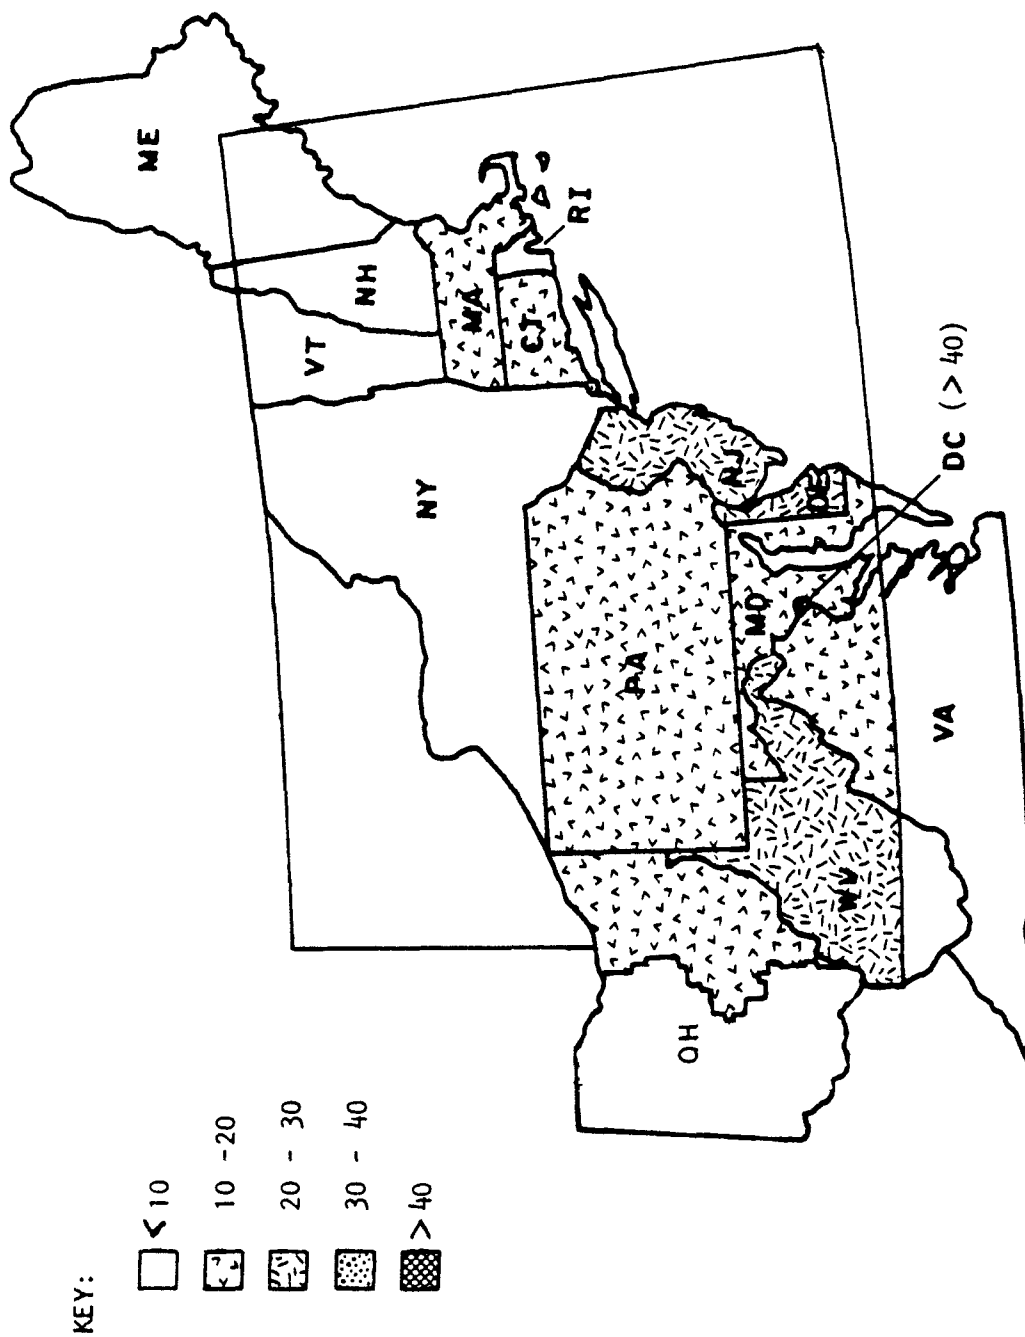 KEY:
< 10
10 -20
20 - 30
30 - 40
> 40
ME
VT
NH
MA
CT
RI
NY
NJ
PA
OH
MD
DE
WV
VA
DC (> 40)